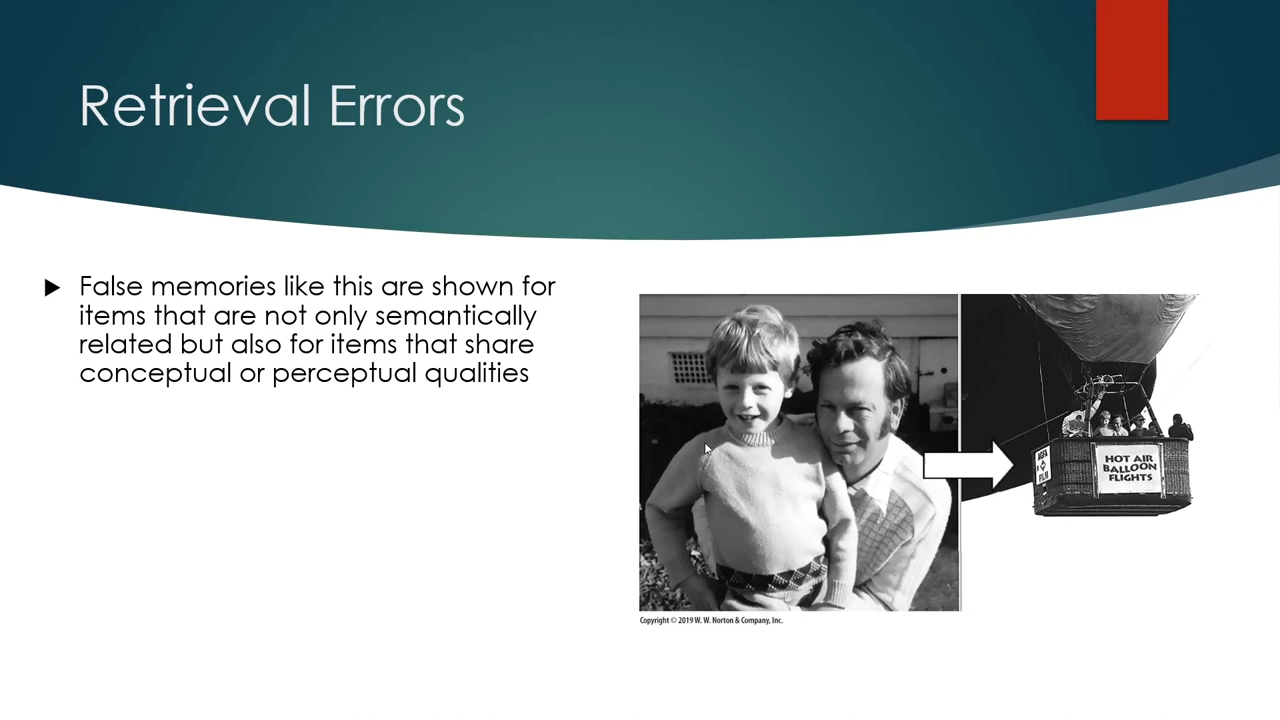 Retrieval Errors
False memories like this are shown for
items that are not only semantically
related but also for items that share
conceptual or perceptual qualities
HOT AIR
BALLOON
FLIGHTS
Copyright © 2019 W. W. Norton & Company, Inc.